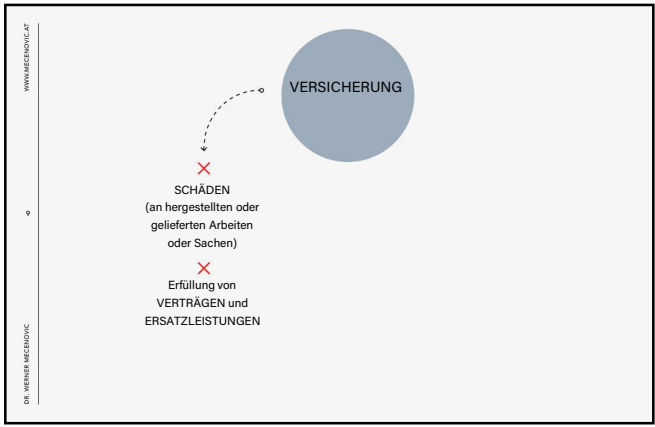 WWW.MECENOVIC.AT
9
DR. WERNER MECENOVIC
VERSICHERUNG
SCHÄDEN
(an hergestellten oder
gelieferten Arbeiten
oder Sachen)
Erfüllung von
VERTRÄGEN und
ERSATZLEISTUNGEN